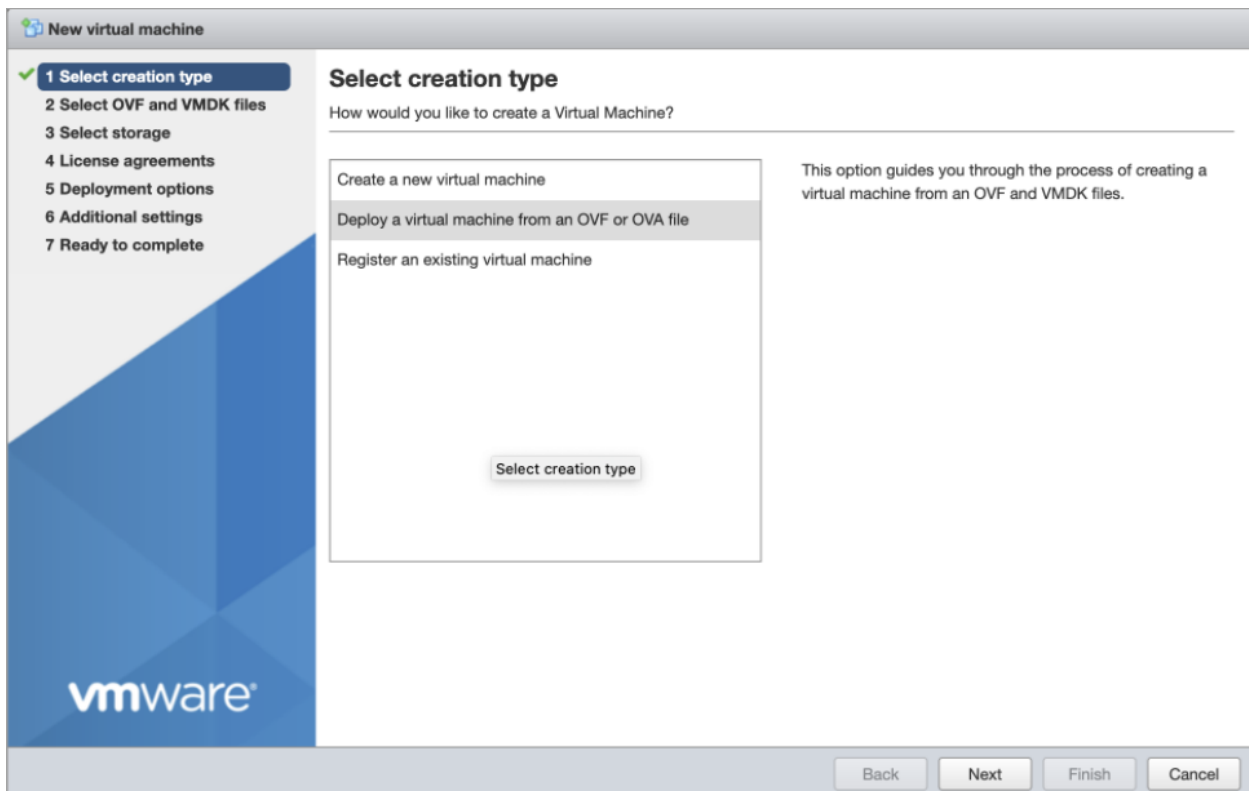 New virtual machine
1 Select creation type
2 Select OVF and VMDK files
3 Select storage
4 License agreements
5 Deployment options
6 Additional settings
7 Ready to complete
Select creation type
How would you like to create a Virtual Machine?
Create a new virtual machine
Deploy a virtual machine from an OVF or OVA file
Register an existing virtual machine
This option guides you through the process of creating a
virtual machine from an OVF and VMDK files.
Select creation type
vmware®
Back
Next
Finish
Cancel